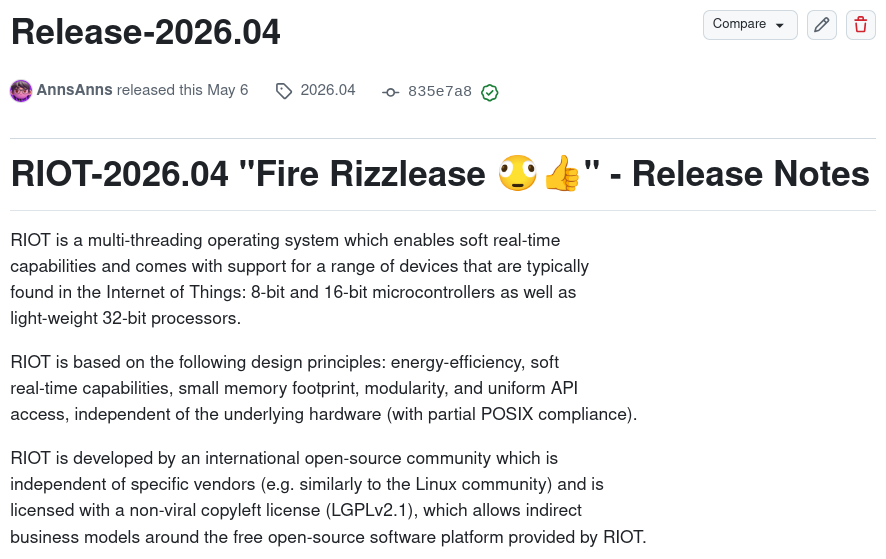 Release-2026.04
Compare
AnnsAnns released this May 6
2026.04
835e7a8
RIOT-2026.04 "Fire Rizzlease 🙄👍" - Release Notes
RIOT is a multi-threading operating system which enables soft real-time
capabilities and comes with support for a range of devices that are typically
found in the Internet of Things: 8-bit and 16-bit microcontrollers as well as
light-weight 32-bit processors.
RIOT is based on the following design principles: energy-efficiency, soft
real-time capabilities, small memory footprint, modularity, and uniform API
access, independent of the underlying hardware (with partial POSIX compliance).
RIOT is developed by an international open-source community which is
independent of specific vendors (e.g. similarly to the Linux community) and is
licensed with a non-viral copyleft license (LGPLv2.1), which allows indirect
business models around the free open-source software platform provided by RIOT.